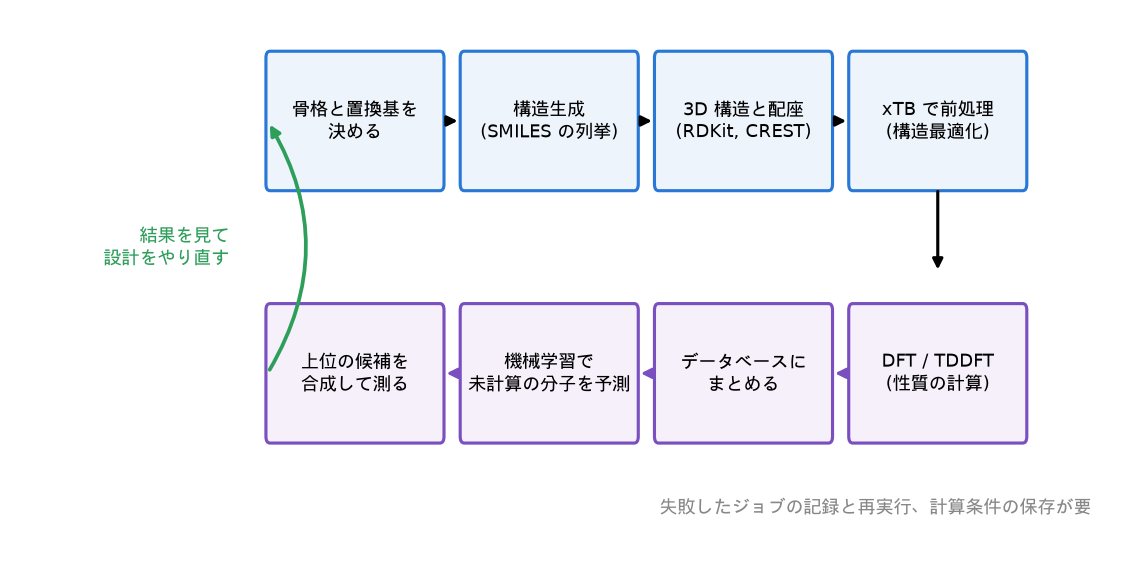 骨格と置換基を
決める
構造生成
(SMILES の列挙)
3D 構造と配座
(RDKit, CREST)
xTB で前処理
(構造最適化)
結果を見て
設計をやり直す
上位の候補を
合成して測る
機械学習で
未計算の分子を予測
データベースに
まとめる
DFT / TDDFT
(性質の計算)
失敗したジョブの記録と再実行、計算条件の保存が要